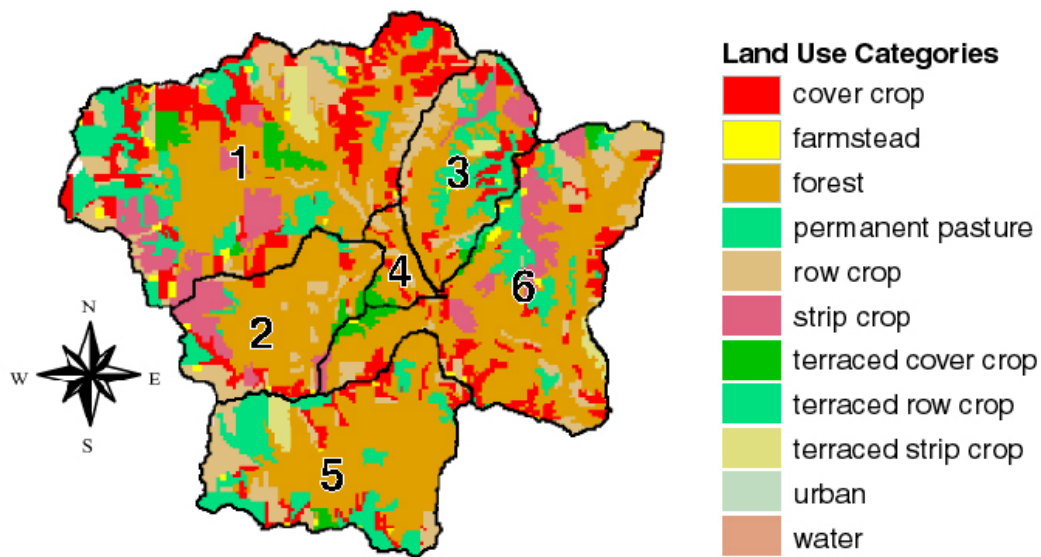 Land Use Categories
cover crop
farmstead
forest
permanent pasture
row crop
strip crop
terraced cover crop
terraced row crop
terraced strip crop
urban
water
1
3
4
6
2
5
N
W E
S